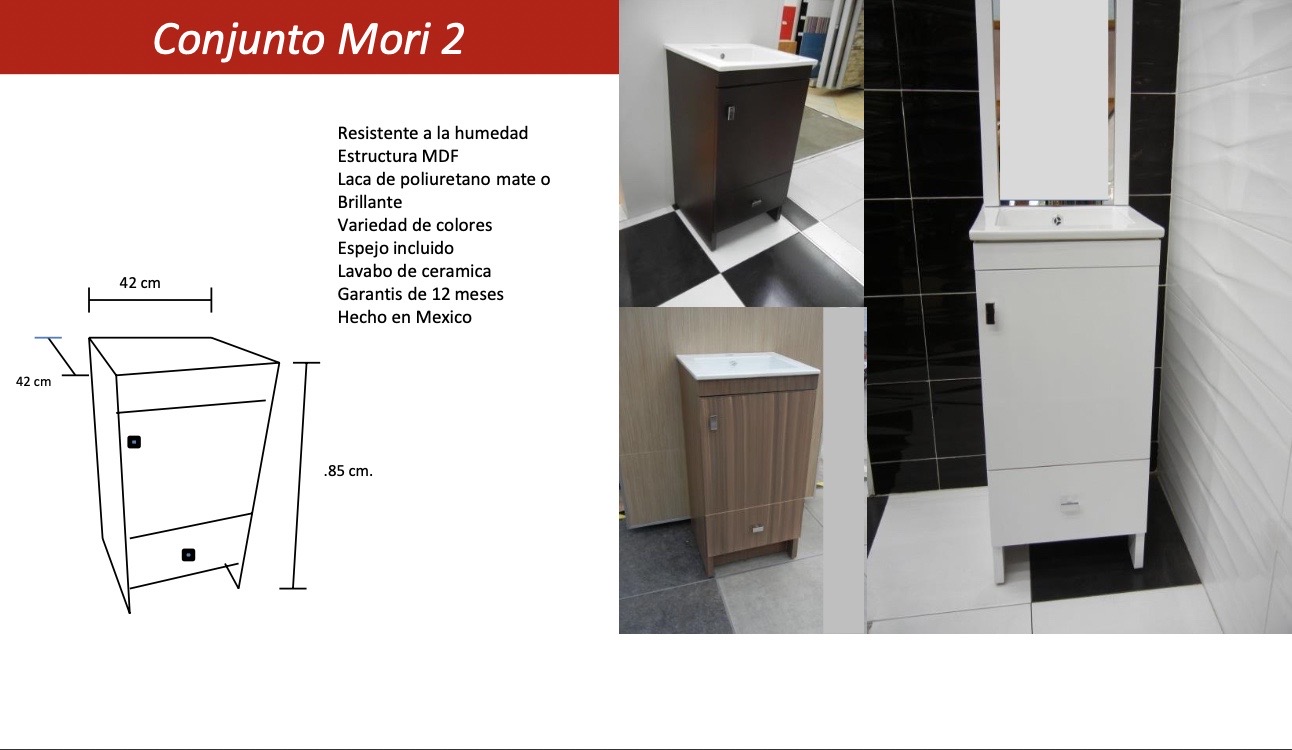 Conjunto Mori 2
Resistente a la humedad
Estructura MDF
Laca de poliuretano mate o
Brillante
Variedad de colores
Espejo incluido
Lavabo de ceramica
Garantis de 12 meses
Hecho en Mexico
42 cm
42 cm
.85 cm.